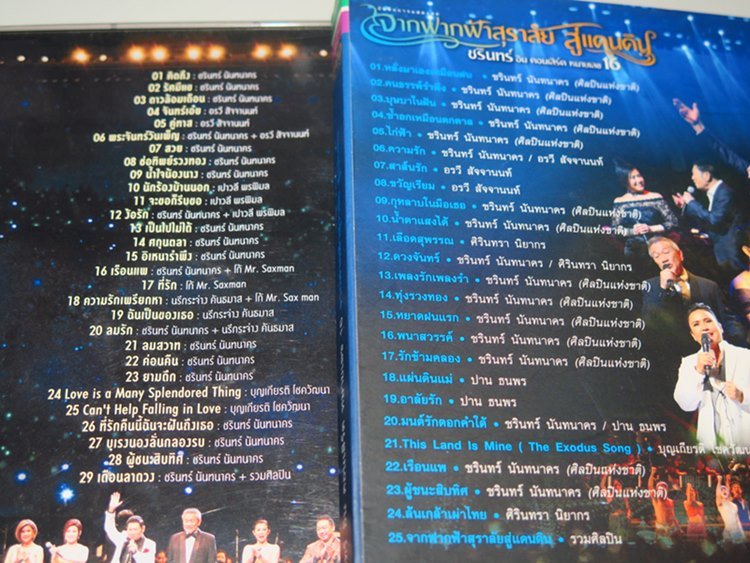 01 คิดถึง : ชรินทร์ นันทนาคร
02 รักมีแข : ชรินทร์ นันทนาคร
03 ดาวล้อมเดือน : ชรินทร์ นันทนาคร
04 จันทร์เอ๋ย : อรวี สัจจานนท์
05 คู่ทาส : อรวี สัจจานนท์
06 พระจันทร์วันเพ็ญ : ชรินทร์ นันทนาคร + อรวี สัจจานนท์
07 สวย : ชรินทร์ นันทนาคร
08 ช่อทิพย์รวงทอง : ชรินทร์ นันทนาคร
09 น้ำใจน้องนาง : ชรินทร์ นันทนาคร
10 นักร้องบ้านนอก : เปาวลี พรพิมล
11 จะขอก็รีบขอ : เปาวลี พรพิมล
12 ง้อรัก : ชรินทร์ นันทนาคร + เปาวลี พรพิมล
13 เป็นไปไม่ได้ : ชรินทร์ นันทนาคร
14 ศกุนตลา : ชรินทร์ นันทนาคร
15 อิเหนารำพึง : ชรินทร์ นันทนาคร
16 เรือนแพ : ชรินทร์ นันทนาคร + โก้ Mr. Saxman
17 ที่รัก : โก้ Mr. Saxman
18 ความรักเพรียกหา : นรีกระจ่าง คันธมาส + โก้ Mr. Sax man
19 ฉันเป็นของเธอ : นรีกระจ่าง คันธมาส
20 ลมรัก : ชรินทร์ นันทนาคร + นรีกระจ่าง คันธมาส
21 ลมสวาท : ชรินทร์ นันทนาคร
22 ค่อนคืน : ชรินทร์ นันทนาคร
23 ยามดึก : ชรินทร์ นันทนาคร
24 Love is a Many Splendored Thing : บุญเกียรติ โชควัฒนา
25 Can't Help Falling in Love : บุญเกียรติ โชควัฒนา
26 ที่รักคืนนี้ฉันจะฝันถึงเธอ : ชรินทร์ นันทนาคร
27 บุเรงนองลั่นกลองรบ : ชรินทร์ นันทนาคร
28 ผู้ชนะสิบทิศ : ชรินทร์ นันทนาคร
29 เดือนลาดวง : ชรินทร์ นันทนาคร + รวมศิลปิน
จากฟากฟ้าสุราลัย สู่แดนดิน
ชรินทร์ อิน คอนเสิร์ต หมายเลข 16
01.หลั่งมาเองเหมือนฝน • ชรินทร์ นันทนาคร (ศิลปินแห่งชาติ)
02.คนธรรพ์รำลึก • ชรินทร์ นันทนาคร (ศิลปินแห่งชาติ)
03.บุษบาในฝัน • ชรินทร์ นันทนาคร (ศิลปินแห่งชาติ)
04.ช้ำอกเหมือนตกตาล • ชรินทร์ นันทนาคร (ศิลปินแห่งชาติ)
05.ไก่ฟ้า • ชรินทร์ นันทนาคร (ศิลปินแห่งชาติ)
06.ความรัก • ชรินทร์ นันทนาคร / อรวี สัจจานนท์
07.สาส์นรัก • อรวี สัจจานนท์
08.ขวัญเรียม • อรวี สัจจานนท์
09.กุหลาบในมือเธอ • ชรินทร์ นันทนาคร (ศิลปินแห่งชาติ)
10.น้ำตาแสงไต้ • ชรินทร์ นันทนาคร (ศิลปินแห่งชาติ)
11.เลือดสุพรรณ • ศิรินทรา นิยากร
12.ดวงจันทร์ • ชรินทร์ นันทนาคร / ศิรินทรา นิยากร
13.เพลงรักเพลงรำ • ชรินทร์ นันทนาคร (ศิลปินแห่งชาติ)
14.ทุ่งรวงทอง • ชรินทร์ นันทนาคร (ศิลปินแห่งชาติ)
15.หยาดฝนแรก • ชรินทร์ นันทนาคร (ศิลปินแห่งชาติ)
16.พนาสวรรค์ • ชรินทร์ นันทนาคร (ศิลปินแห่งชาติ)
17.รักข้ามคลอง • ชรินทร์ นันทนาคร (ศิลปินแห่งชาติ)
18.แผ่นดินแม่ • ปาน ธนพร
19.อาลัยรัก • ปาน ธนพร
20.มนต์รักดอกคำใต้ • ชรินทร์ นันทนาคร / ปาน ธนพร
21.This Land Is Mine ( The Exodus Song ) • บุญเกียรติ โชควัฒนา
22.เรือนแพ • ชรินทร์ นันทนาคร (ศิลปินแห่งชาติ)
23.ผู้ชนะสิบทิศ • ชรินทร์ นันทนาคร (ศิลปินแห่งชาติ)
24.ล้นเกล้าเผ่าไทย • ศิรินทรา นิยากร
25.จากฟากฟ้าสุราลัยสู่แดนดิน • รวมศิลปิน